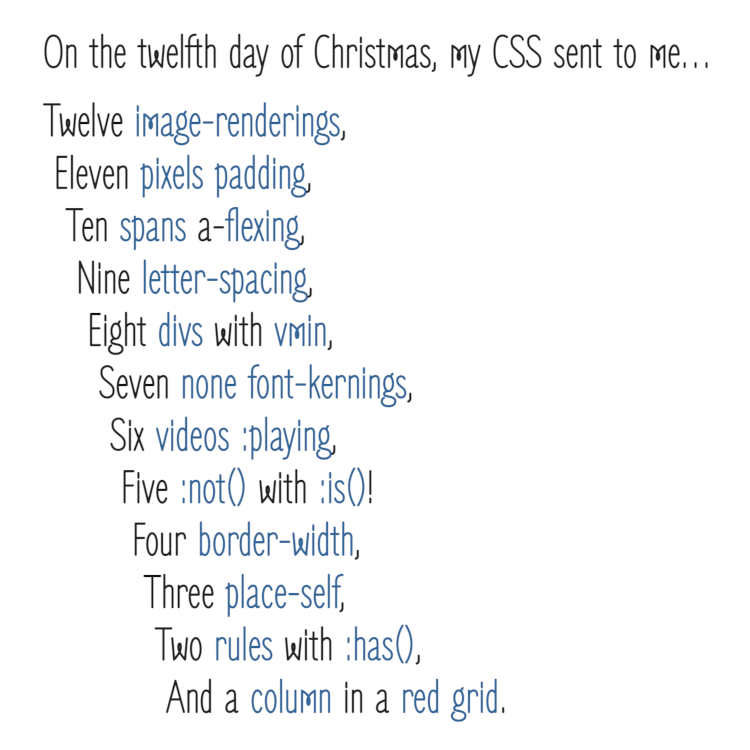 On the twelfth day of Christmas, my CSS sent to me...
Twelve image-renderings,
Eleven pixels padding,
Ten spans a-flexing,
Nine letter-spacing,
Eight divs with vmin,
Seven none font-kernings,
Six videos :playing,
Five :not() with :is()!
Four border-width,
Three place-self,
Two rules with :has(),
And a column in a red grid.